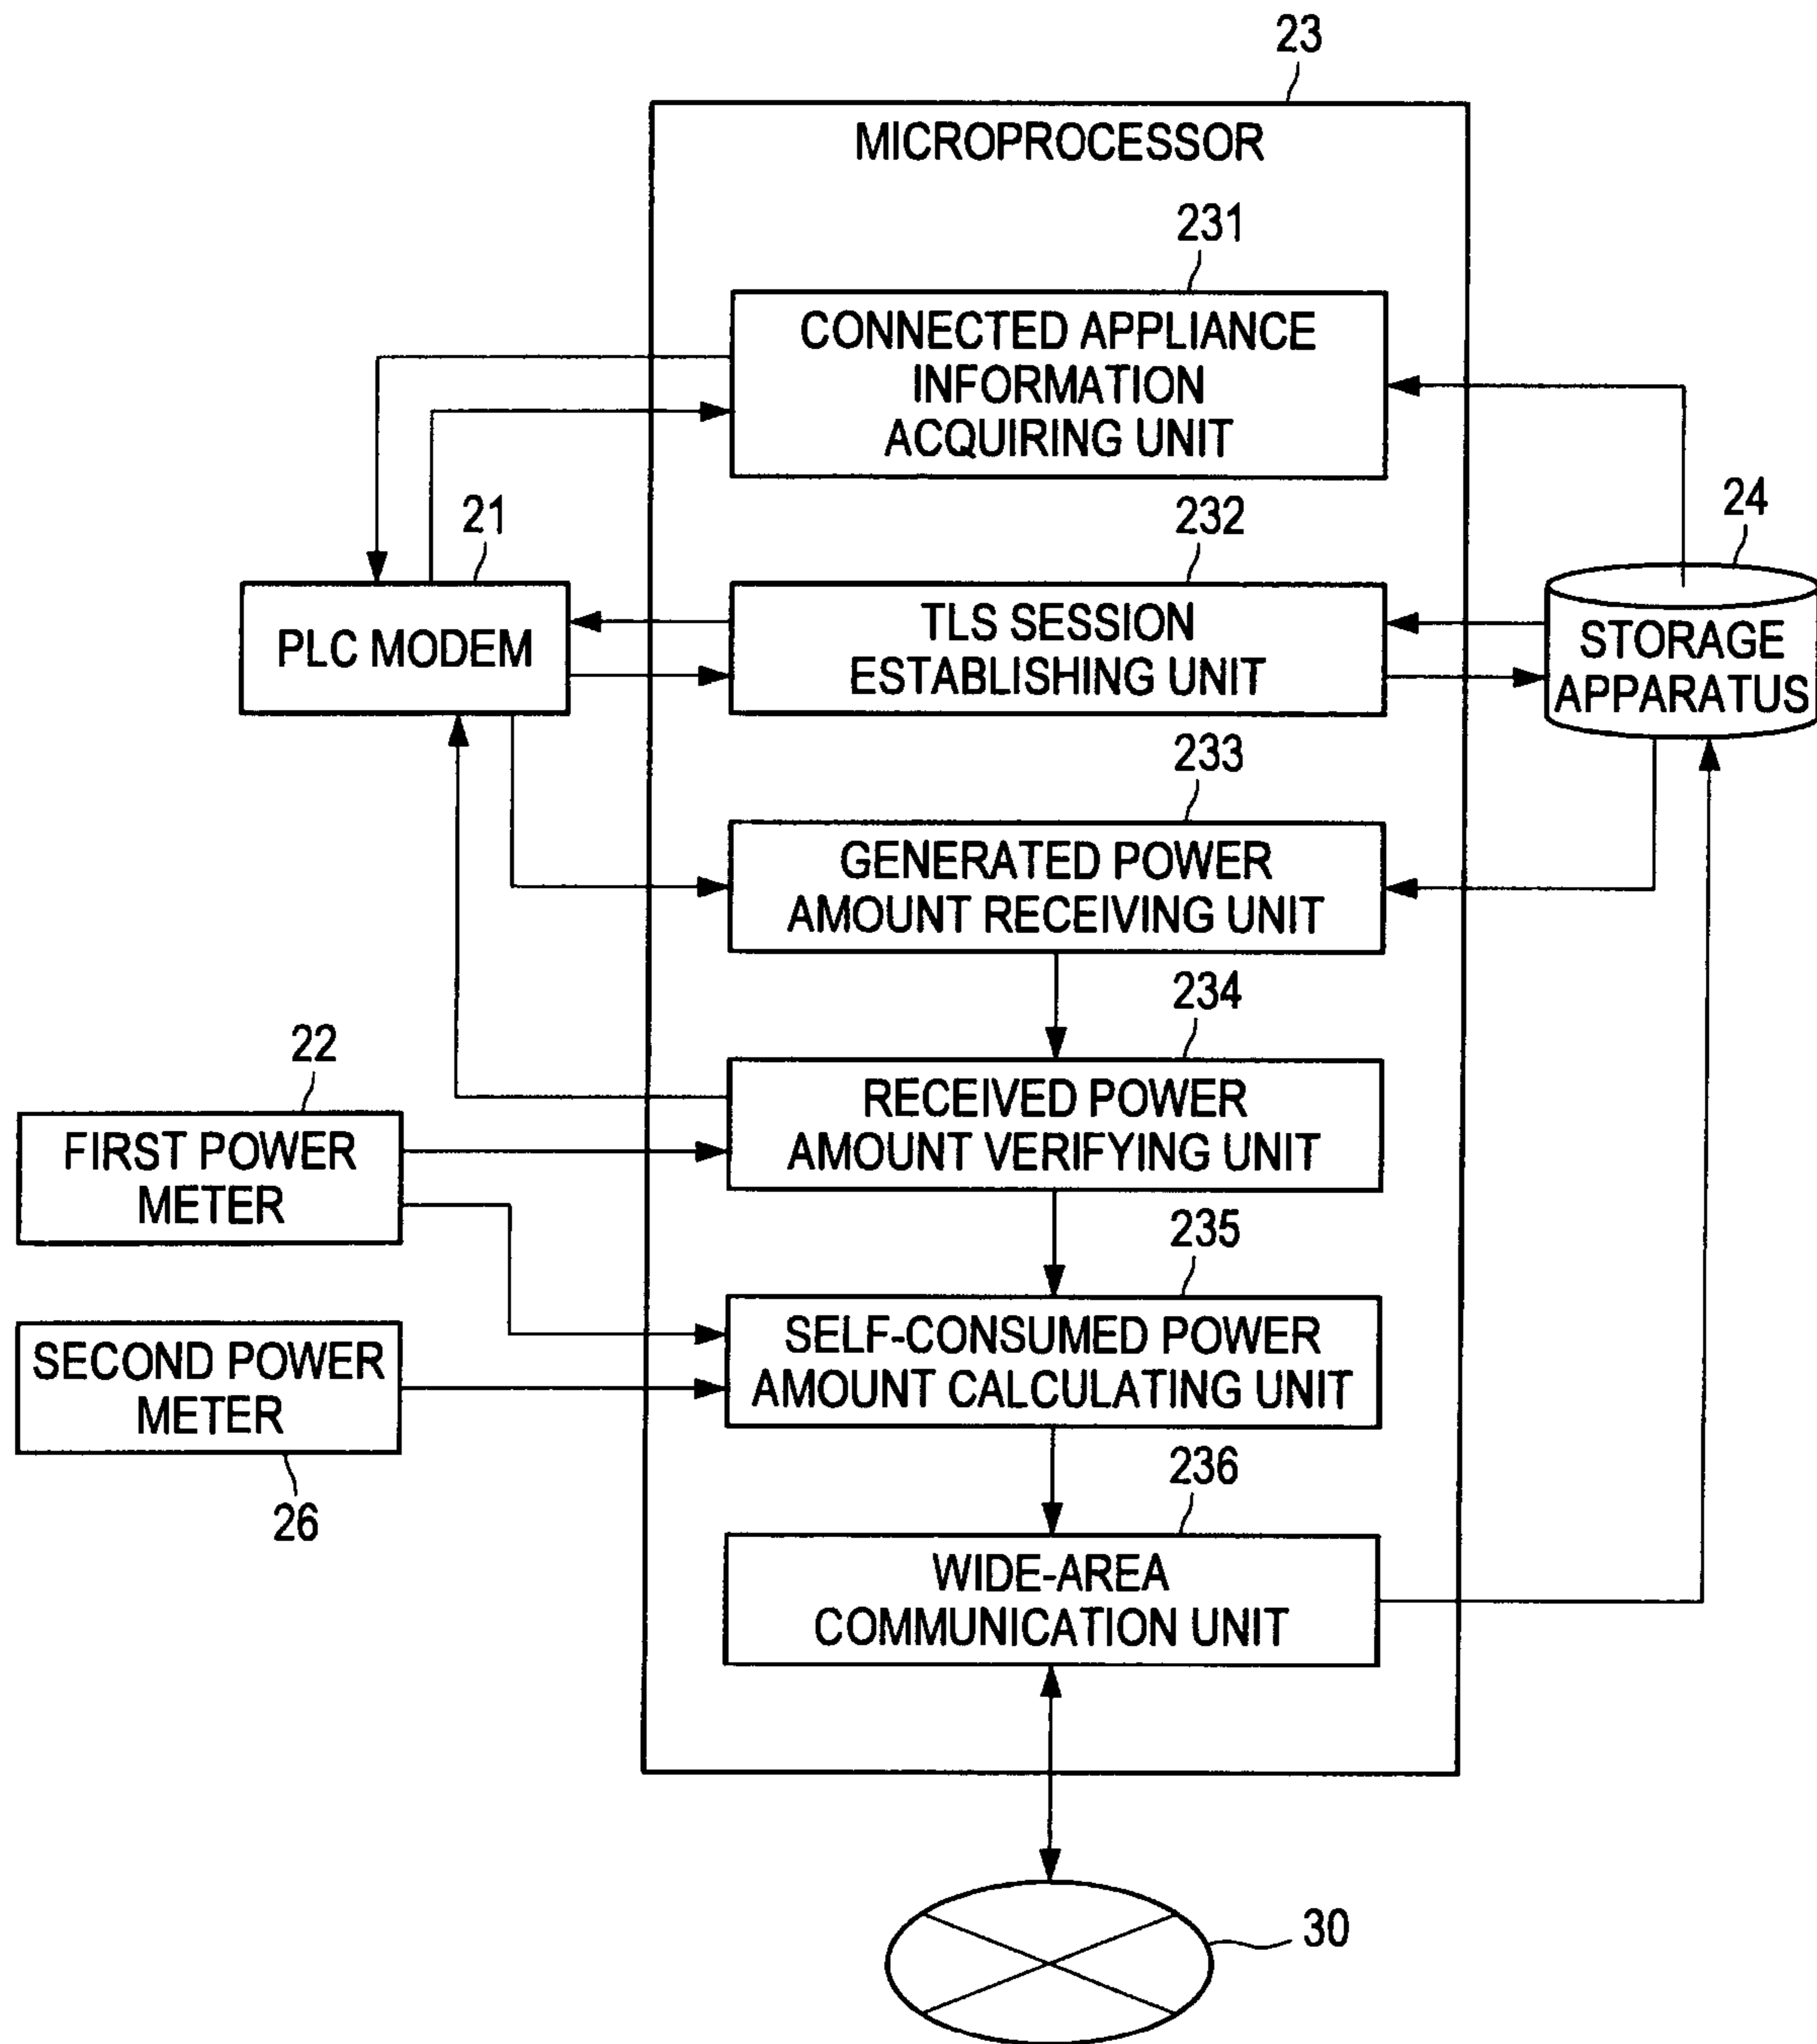 23
MICROPROCESSOR
231
CONNECTED APPLIANCE
INFORMATION
ACQUIRING UNIT
21
PLC MODEM
232
TLS SESSION
ESTABLISHING UNIT
24
STORAGE
APPARATUS
233
GENERATED POWER
AMOUNT RECEIVING UNIT
234
RECEIVED POWER
AMOUNT VERIFYING UNIT
22
FIRST POWER
METER
235
SELF-CONSUMED POWER
AMOUNT CALCULATING UNIT
SECOND POWER
METER
26
236
WIDE-AREA
COMMUNICATION UNIT
30